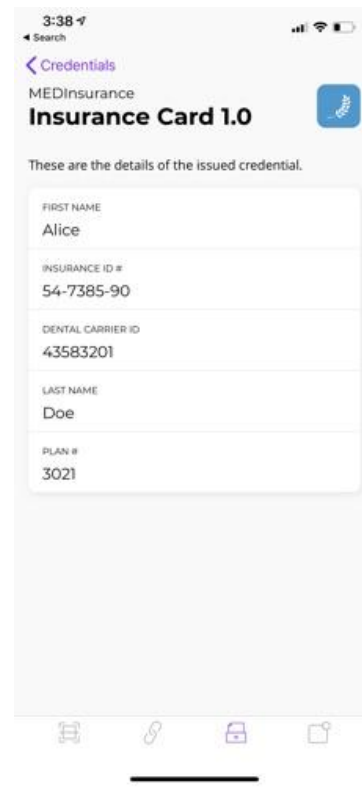 3:38
Search
Credentials
MEDInsurance
Insurance Card 1.0
These are the details of the issued credential.
FIRST NAME
Alice
INSURANCE ID #
54-7385-90
DENTAL CARRIER ID
43583201
LAST NAME
Doe
PLAN #
3021